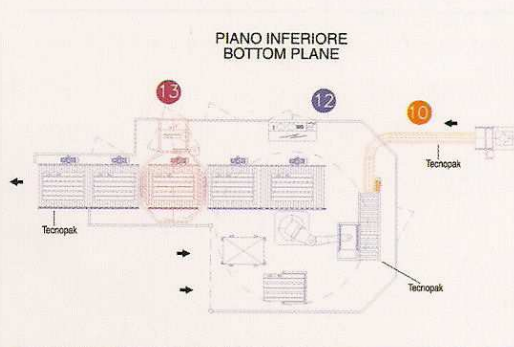 PIANO INFERIORE
BOTTOM PLANE
13
12
10
Tecnopak
Tecnopak
Tecnopak